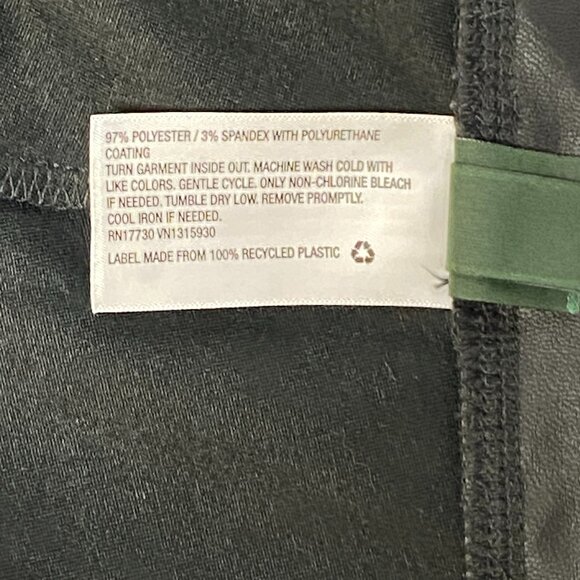 97% POLYESTER / 3% SPANDEX WITH POLYURETHANE
COATING
TURN GARMENT INSIDE OUT. MACHINE WASH COLD WITH
LIKE COLORS. GENTLE CYCLE. ONLY NON-CHLORINE BLEACH
IF NEEDED. TUMBLE DRY LOW. REMOVE PROMPTLY.
COOL IRON IF NEEDED.
RN17730 VN1315930
LABEL MADE FROM 100% RECYCLED PLASTIC